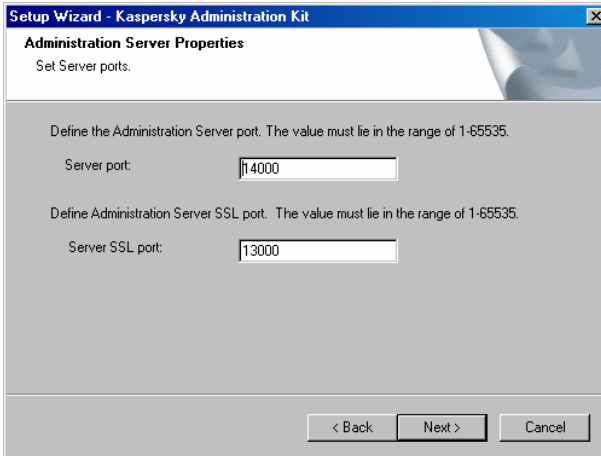 Setup Wizard - Kaspersky Administration Kit
Administration Server Properties
Set Server ports.
Define the Administration Server port. The value must lie in the range of 1-65535.
Server port: 14000
Define Administration Server SSL port. The value must lie in the range of 1-65535.
Server SSL port: 13000
< Back Next > Cancel